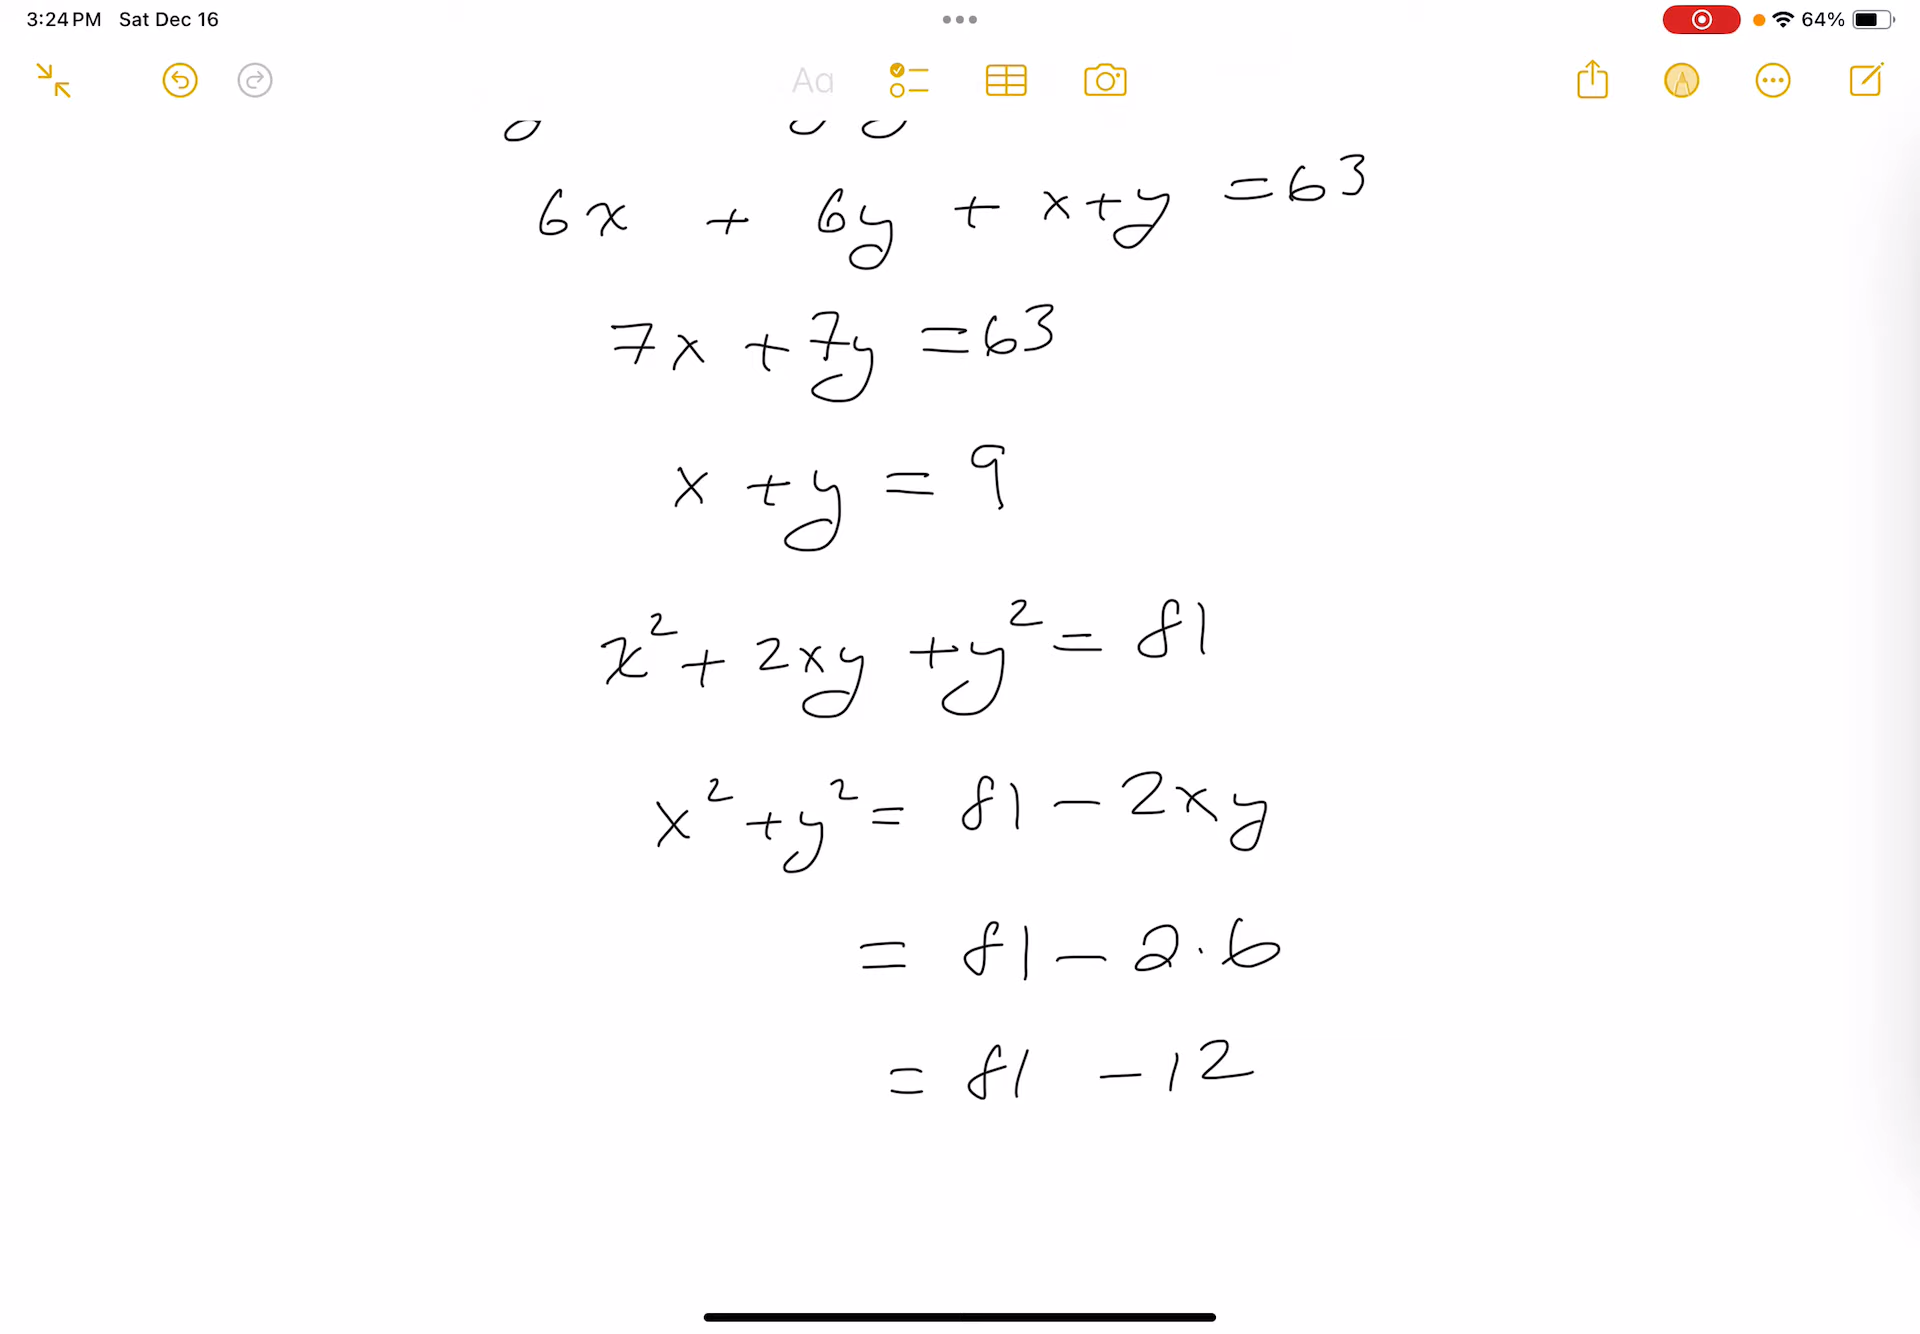 3:24 PM Sat Dec 16
64%
Aa
6x + 6y + x+y = 63
7x + 7y = 63
x + y = 9
x² + 2xy + y² = 81
x² + y² = 81 - 2xy
= 81 - 2·6
= 81 - 12